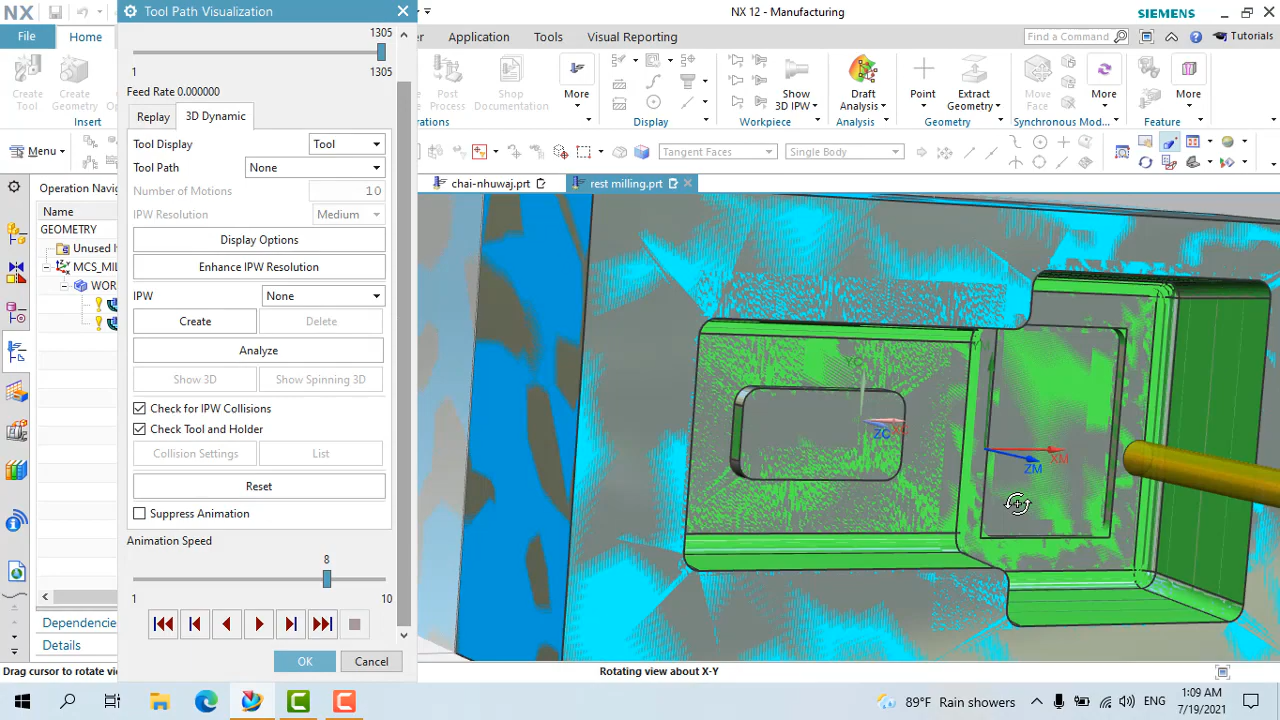 NX
Tool Path Visualization
NX 12 - Manufacturing
SIEMENS
File
Home
Application
Tools
Visual Reporting
Find a Command
Tutorials
Create Tool
Create Geometry
Insert
Post Process
Shop Documentation
More
Display
Show 3D IPW
Workpiece
Draft Analysis
Analysis
Point
Extract Geometry
Geometry
Move Face
More
Synchronous Mod...
More
Feature
Menu
Tangent Faces
Single Body
chai-nhuwaj.prt
rest milling.prt
Operation Navig
Name
GEOMETRY
Unused I
MCS_MIL
WOR
Dependencie
Details
1305
1
1305
Feed Rate 0.000000
Replay
3D Dynamic
Tool Display
Tool
Tool Path
None
Number of Motions
10
IPW Resolution
Medium
Display Options
Enhance IPW Resolution
IPW
None
Create
Delete
Analyze
Show 3D
Show Spinning 3D
Check for IPW Collisions
Check Tool and Holder
Collision Settings
List
Reset
Suppress Animation
Animation Speed
8
1
10
OK
Cancel
YC
ZC
XM
ZM
Drag cursor to rotate vie
Rotating view about X-Y
89°F Rain showers
ENG
1:09 AM
7/19/2021